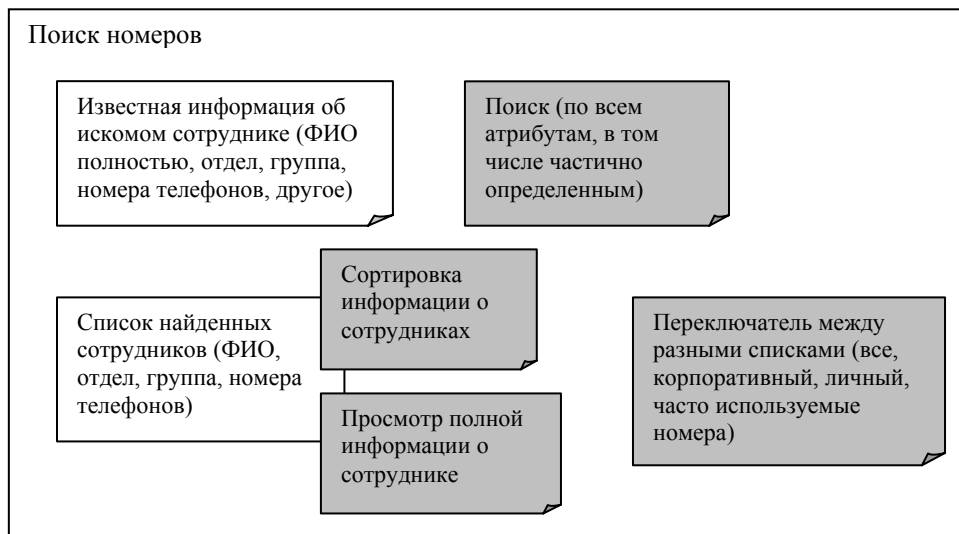 Поиск номеров
Известная информация об
искомом сотруднике (ФИО
полностью, отдел, группа,
номера телефонов, другое)
Поиск (по всем
атрибутам, в том
числе частично
определенным)
Сортировка
информации о
сотрудниках
Список найденных
сотрудников (ФИО,
отдел, группа, номера
телефонов)
Просмотр полной
информации о
сотруднике
Переключатель между
разными списками (все,
корпоративный, личный,
часто используемые
номера)